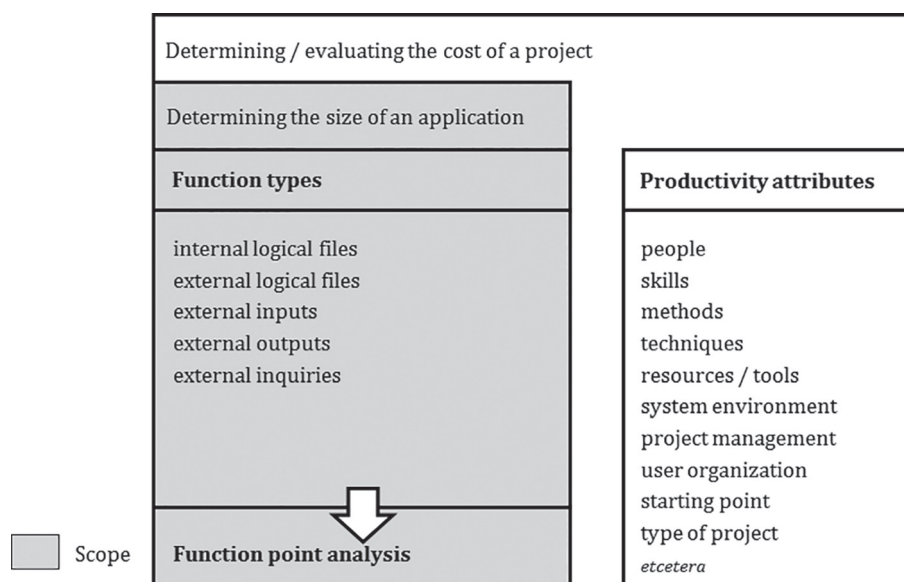 Determining / evaluating the cost of a project
Determining the size of an application
Function types
internal logical files
external logical files
external inputs
external outputs
external inquiries
Function point analysis
Productivity attributes
people
skills
methods
techniques
resources / tools
system environment
project management
user organization
starting point
type of project
etcetera
Scope